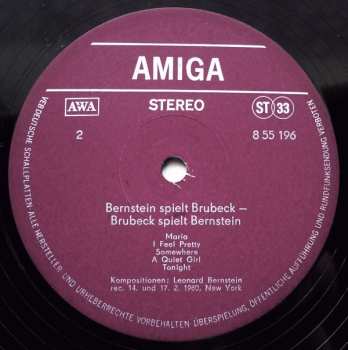 AMIGA
AWA
STEREO
ST 33
2
8 55 196
Bernstein spielt Brubeck –
Brubeck spielt Bernstein
Maria
I Feel Pretty
Somewhere
A Quiet Girl
Tonight
Kompositionen: Leonard Bernstein
rec. 14. und 17. 2. 1960, New York
VEB DEUTSCHE SCHALLPLATTEN · ALLE HERSTELLER- UND URHEBERRECHTE VORBEHALTEN ÜBERSPIELUNG, ÖFFENTLICHE AUFFÜHRUNG UND RUNDFUNKSENDUNG VERBOTEN